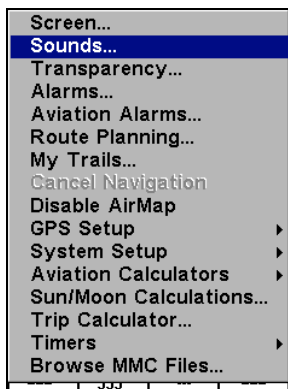 Screen...
Sounds...
Transparency...
Alarms...
Aviation Alarms...
Route Planning...
My Trails...
Cancel Navigation
Disable AirMap
GPS Setup
System Setup
Aviation Calculators
Sun/Moon Calculations...
Trip Calculator...
Timers
Browse MMC Files...